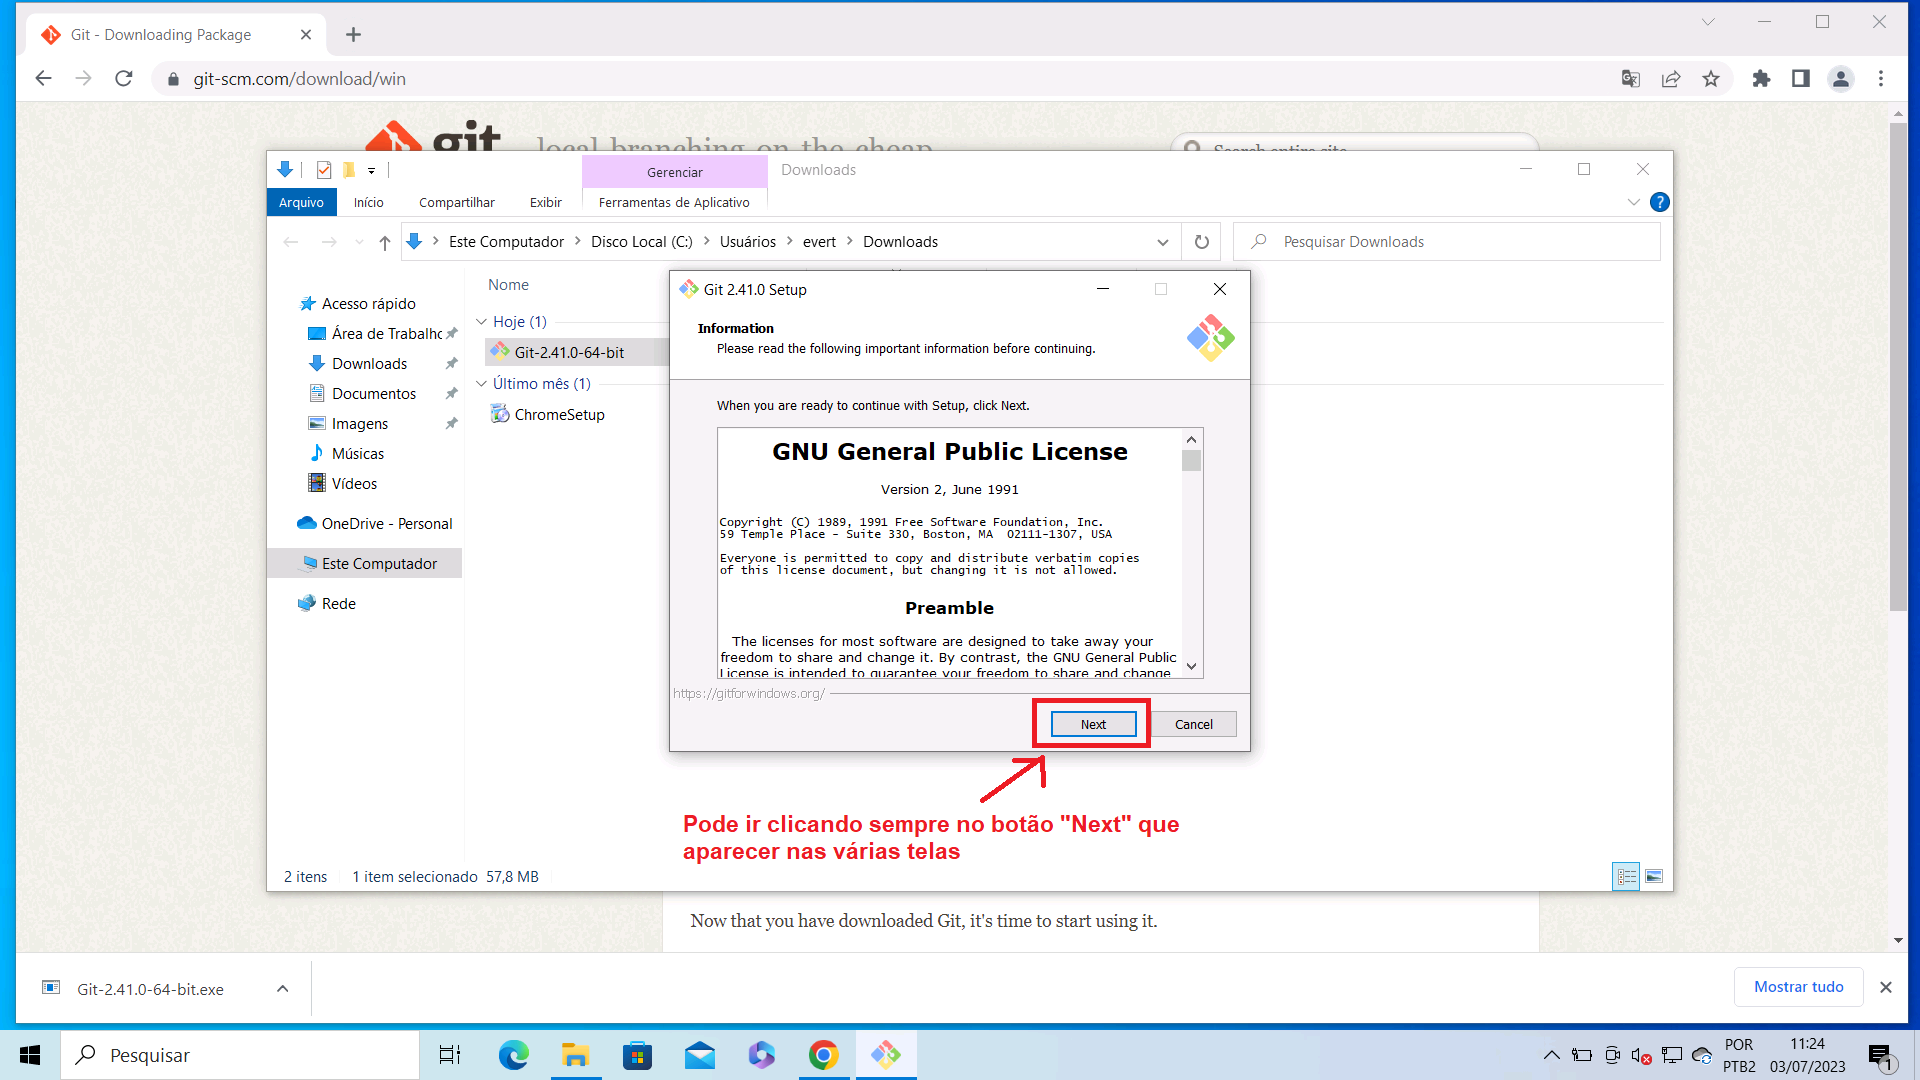 Git - Downloading Package
git-scm.com/download/win
git local branching on the cheap
Search entire site...
Gerenciar
Downloads
Arquivo
Início
Compartilhar
Exibir
Ferramentas de Aplicativo
Este Computador > Disco Local (C:) > Usuários > evert > Downloads
Pesquisar Downloads
Acesso rápido
Área de Trabalho
Downloads
Documentos
Imagens
Músicas
Vídeos
OneDrive - Personal
Este Computador
Rede
Nome
Hoje (1)
Git-2.41.0-64-bit
Último mês (1)
ChromeSetup
Git 2.41.0 Setup
Information
Please read the following important information before continuing.
When you are ready to continue with Setup, click Next.
GNU General Public License
Version 2, June 1991
Copyright (C) 1989, 1991 Free Software Foundation, Inc.
59 Temple Place - Suite 330, Boston, MA  02111-1307, USA
Everyone is permitted to copy and distribute verbatim copies
of this license document, but changing it is not allowed.
Preamble
The licenses for most software are designed to take away your
freedom to share and change it. By contrast, the GNU General Public
License is intended to guarantee your freedom to share and change
https://gitforwindows.org/
Next
Cancel
Pode ir clicando sempre no botão "Next" que
aparecer nas várias telas
2 itens
1 item selecionado 57,8 MB
Now that you have downloaded Git, it's time to start using it.
Git-2.41.0-64-bit.exe
Mostrar tudo
Pesquisar
POR
PTB2
11:24
03/07/2023
1